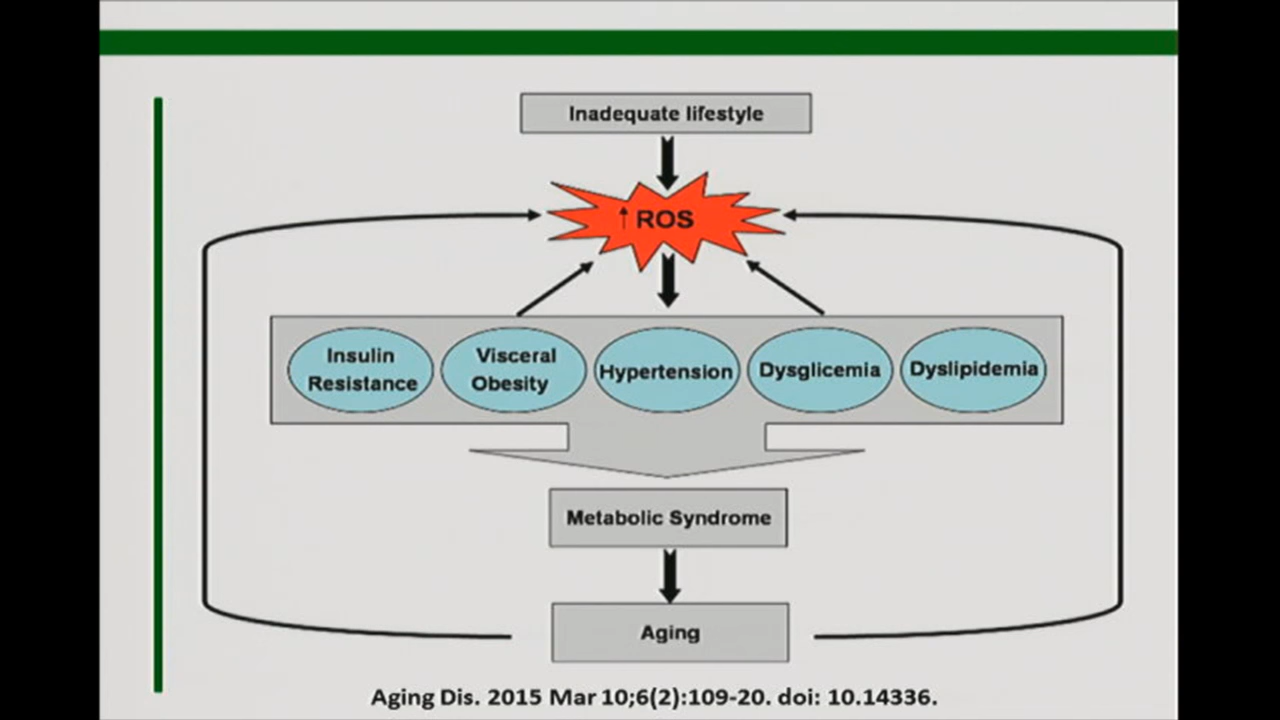 Inadequate lifestyle
↑ ROS
Insulin
Resistance
Visceral
Obesity
Hypertension
Dysglicemia
Dyslipidemia
Metabolic Syndrome
Aging
Aging Dis. 2015 Mar 10;6(2):109-20. doi: 10.14336.